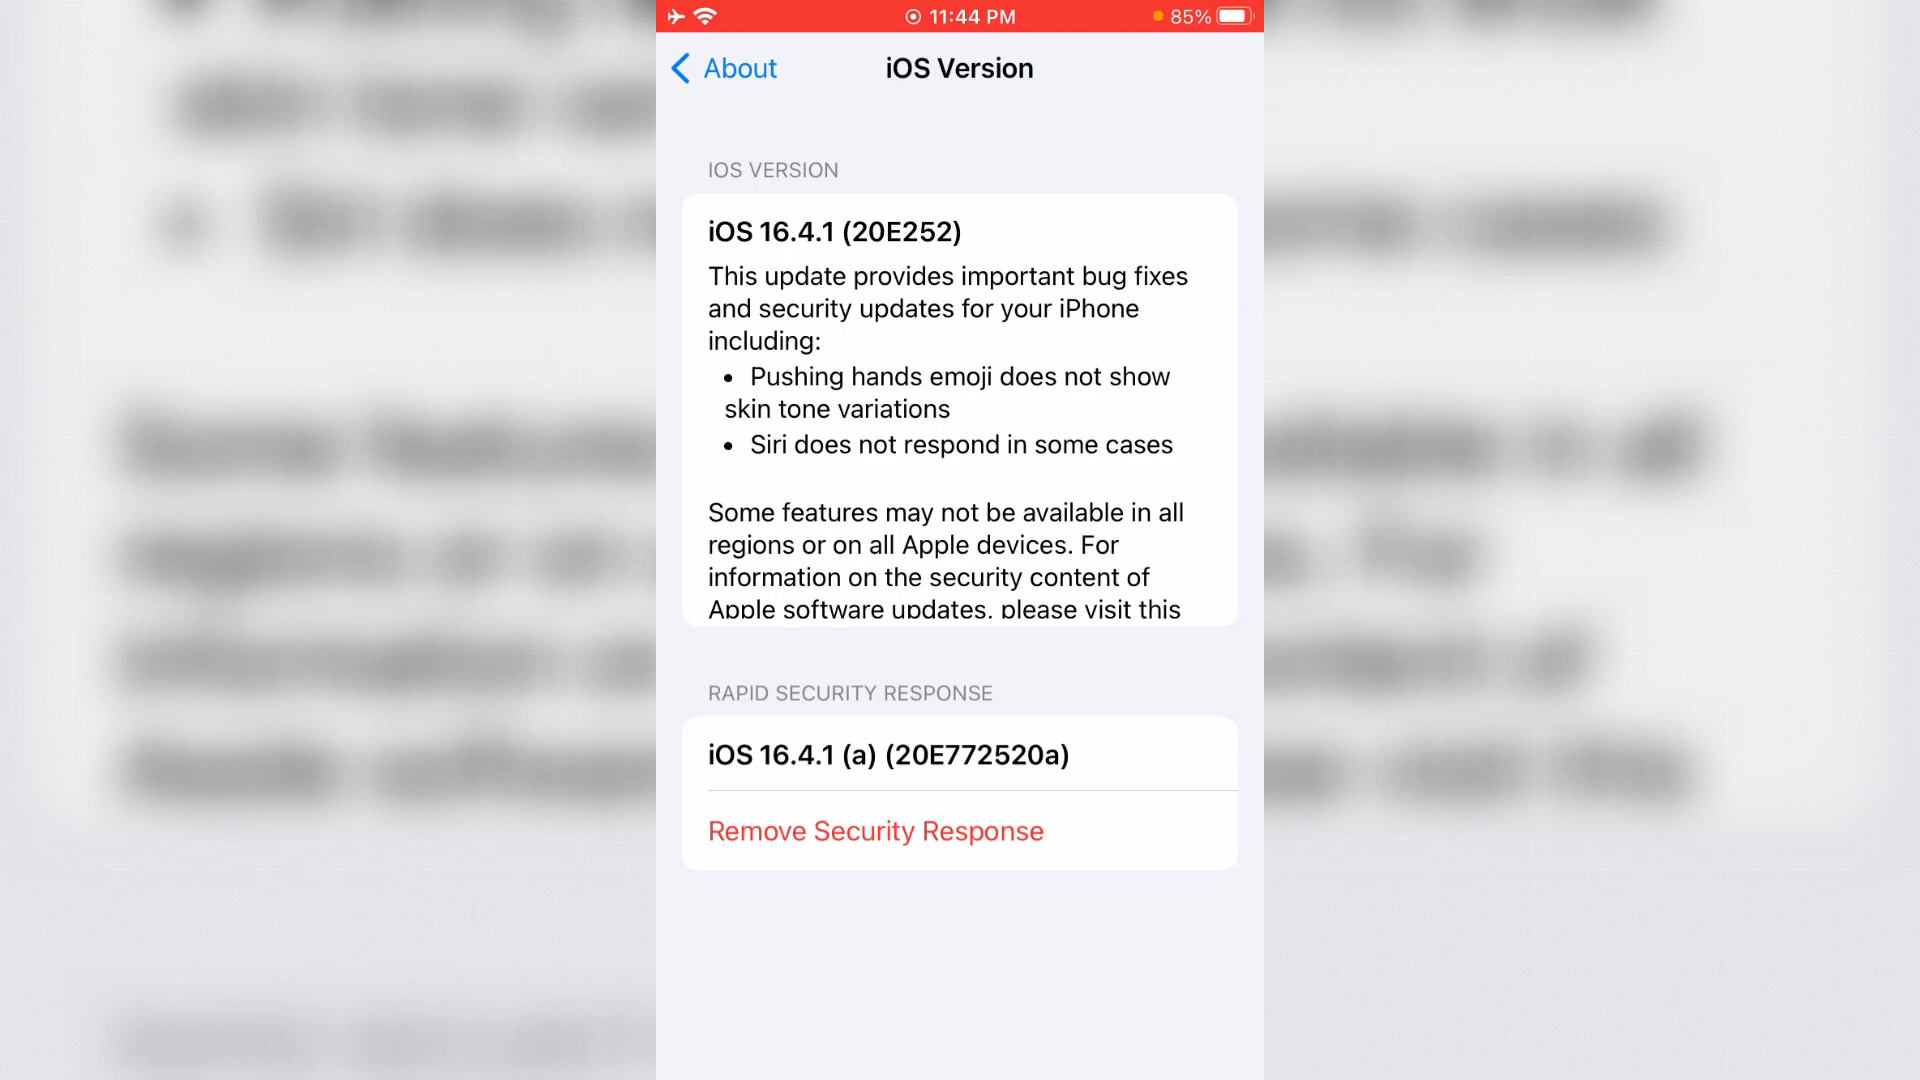 11:44 PM
85%
About
iOS Version
IOS VERSION
iOS 16.4.1 (20E252)
This update provides important bug fixes
and security updates for your iPhone
including:
• Pushing hands emoji does not show
skin tone variations
• Siri does not respond in some cases
Some features may not be available in all
regions or on all Apple devices. For
information on the security content of
Apple software updates, please visit this
RAPID SECURITY RESPONSE
iOS 16.4.1 (a) (20E772520a)
Remove Security Response